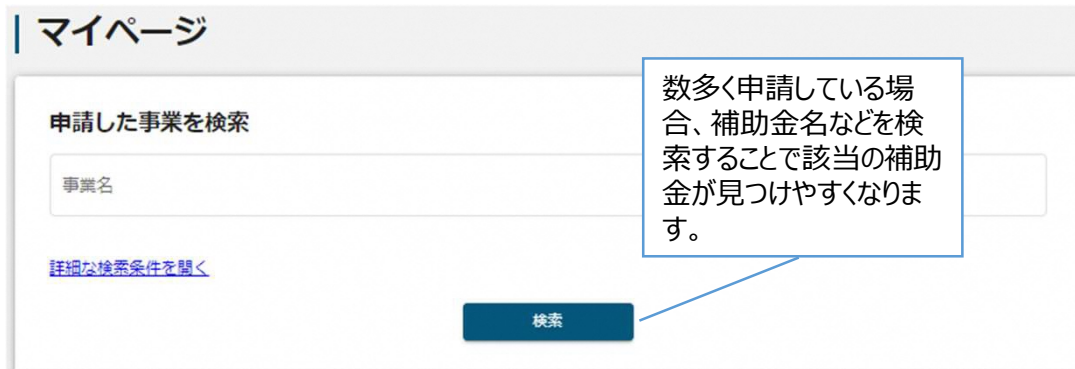 マイページ
申請した事業を検索
事業名
詳細な検索条件を開く
検索
数多く申請している場
合、補助金名などを検
索することで該当の補助
金が見つけやすくなりま
す。